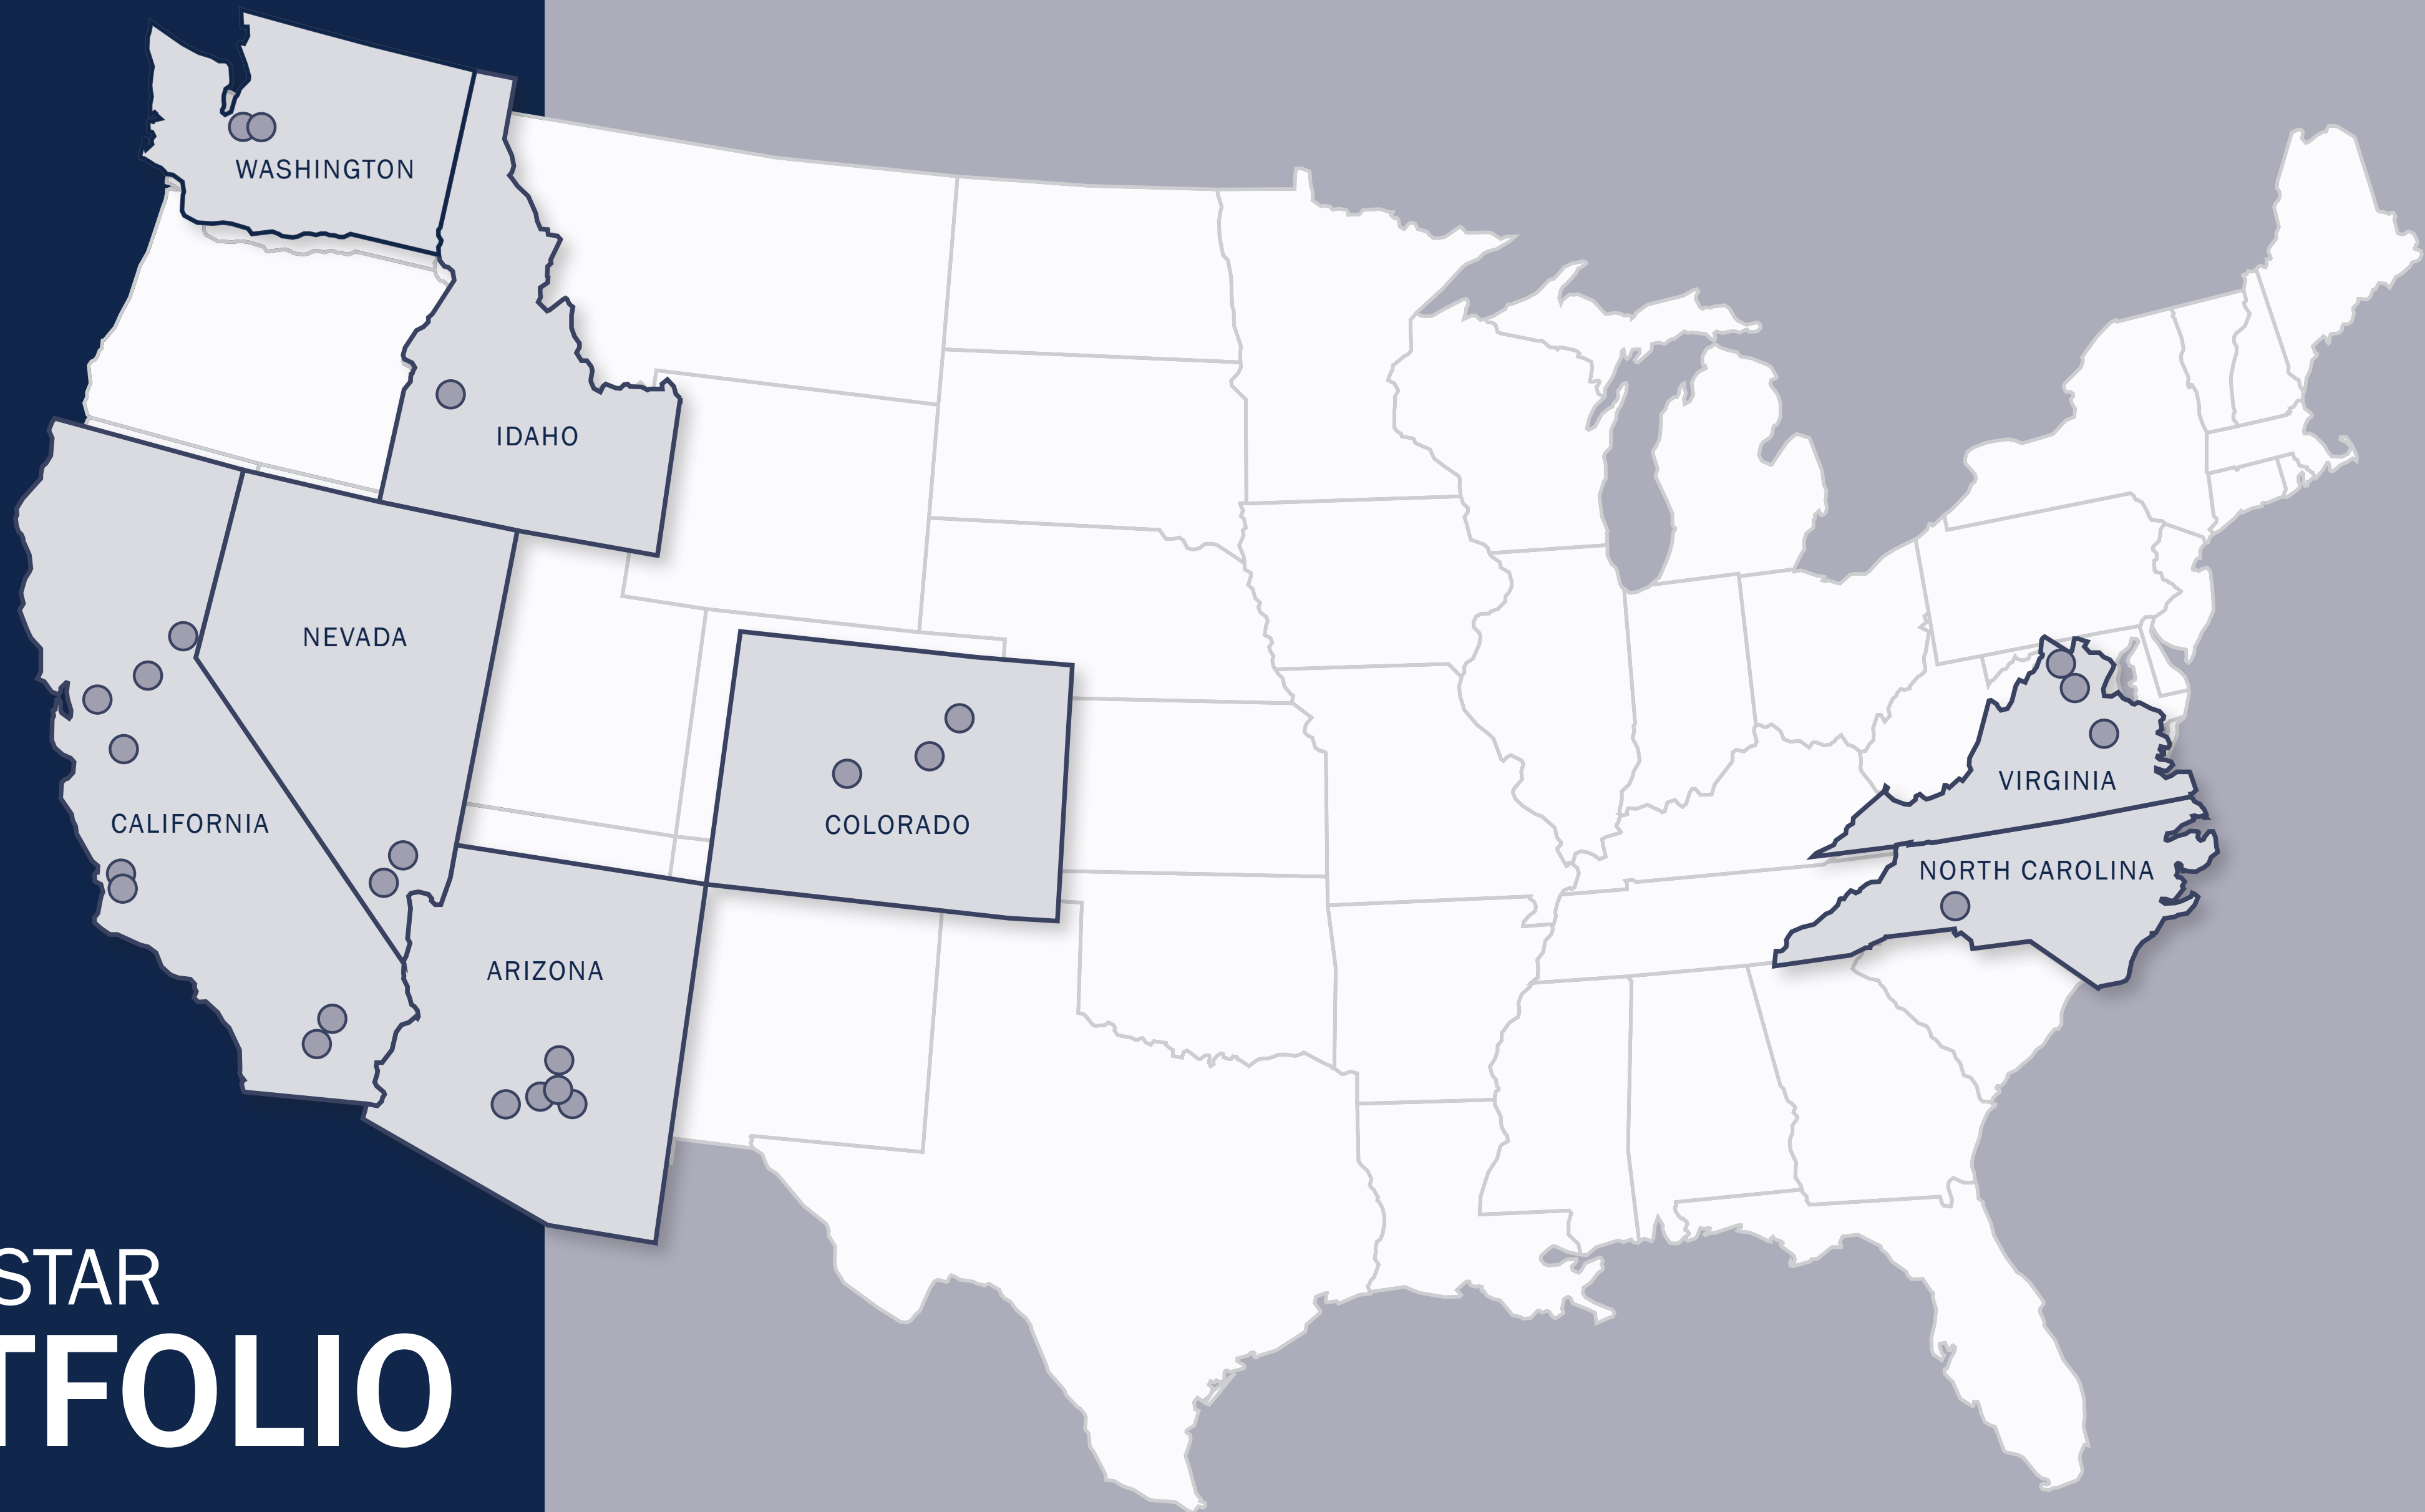 WASHINGTON
IDAHO
NEVADA
CALIFORNIA
COLORADO
ARIZONA
VIRGINIA
NORTH CAROLINA
STAR
TFOLIO